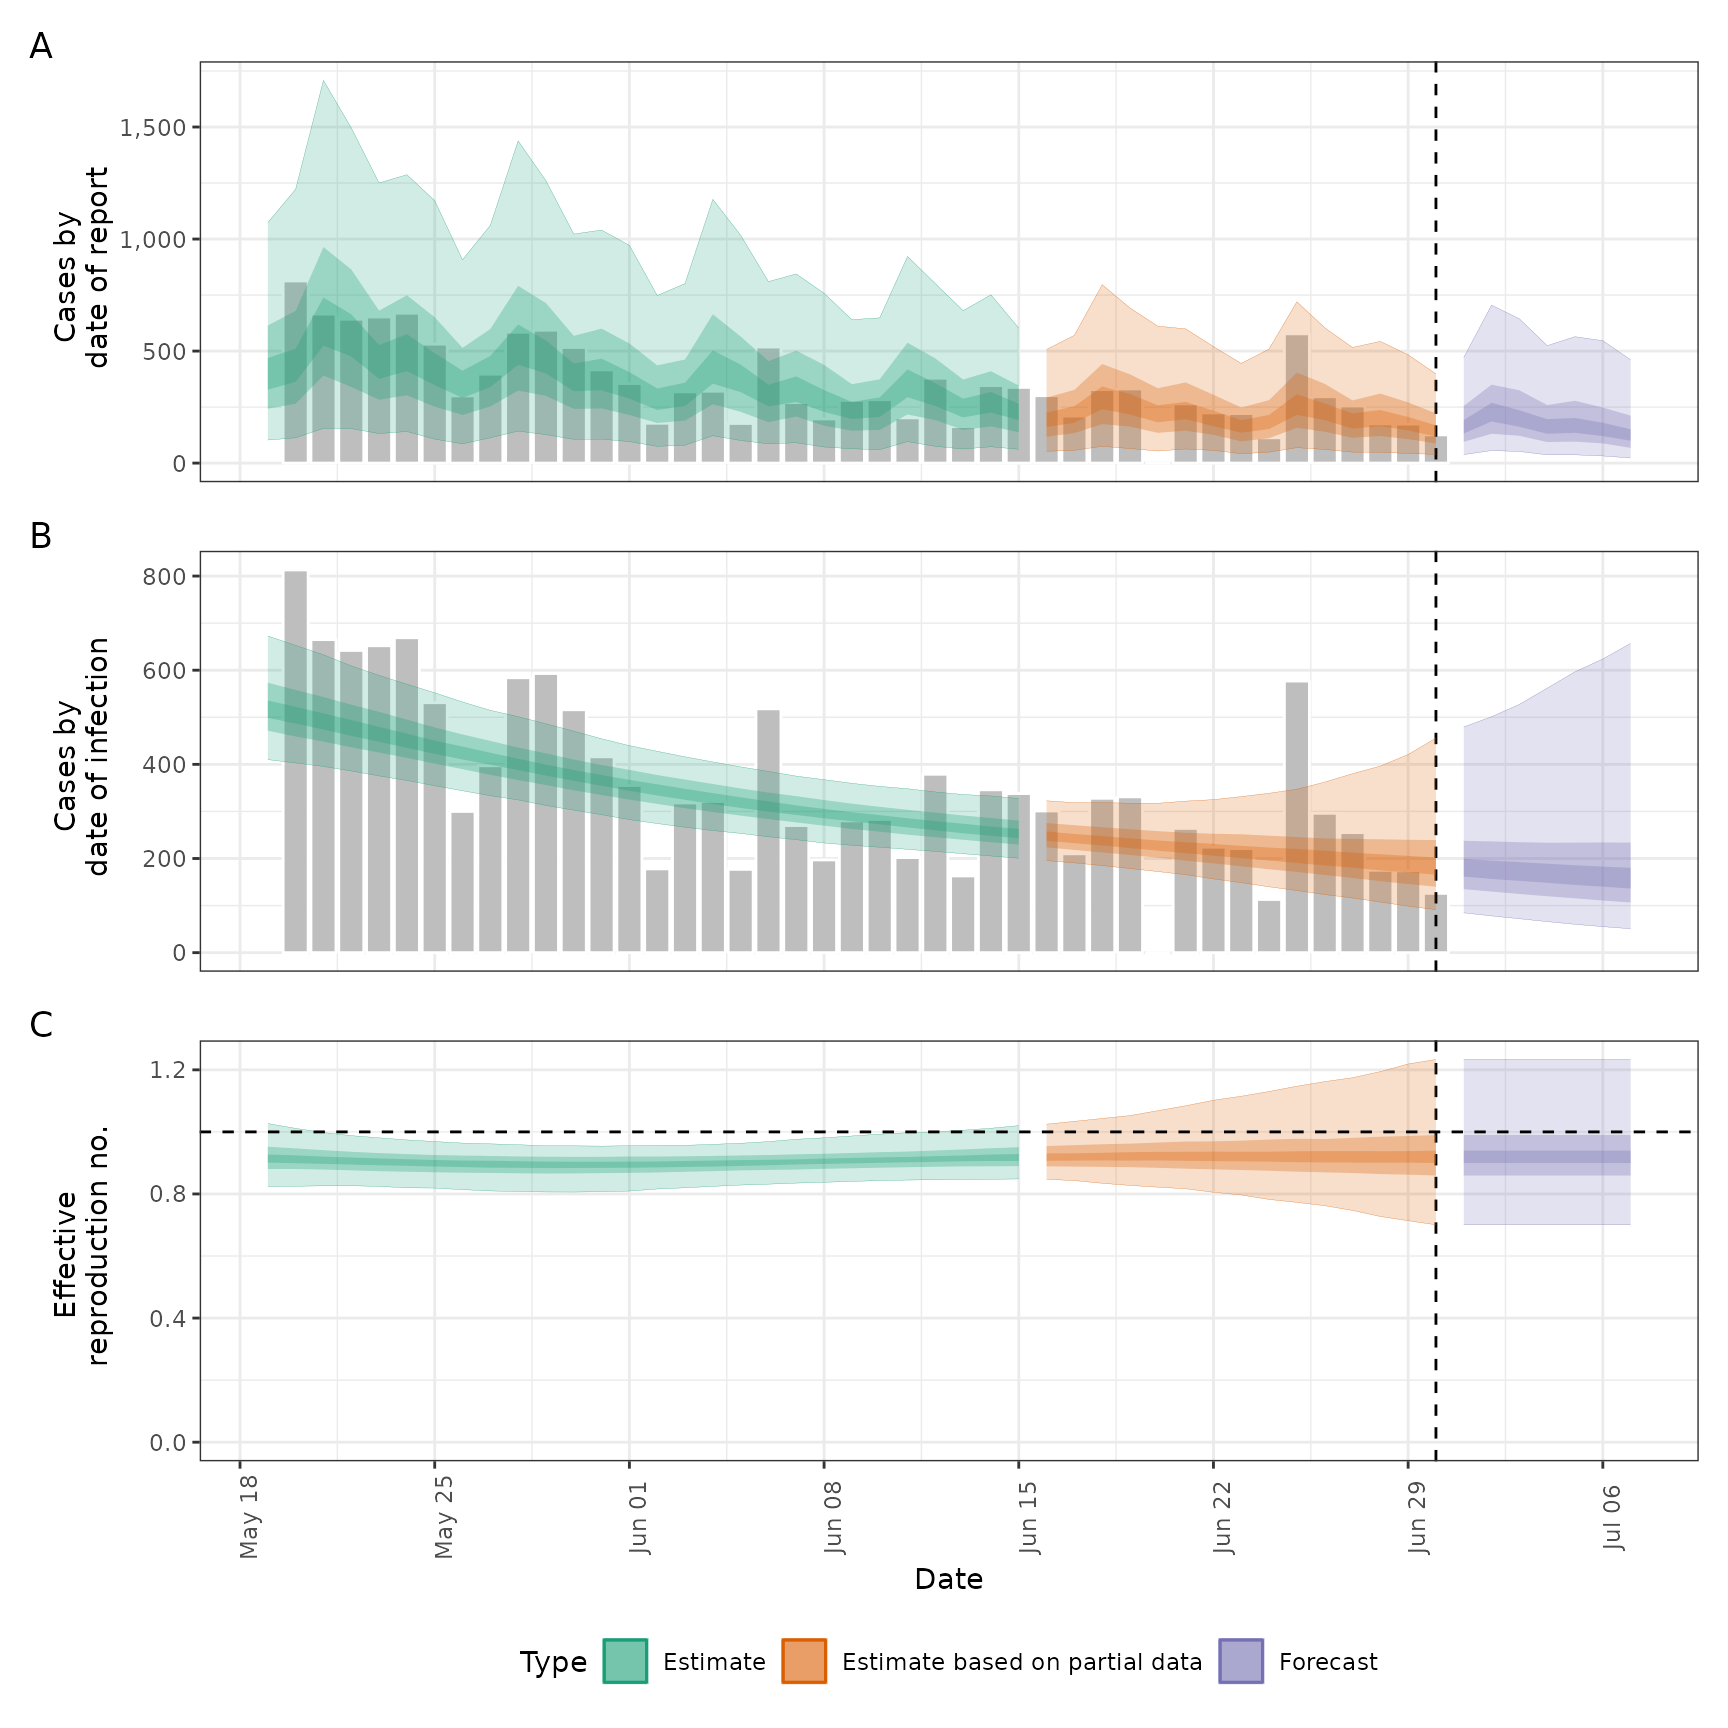 A
Cases by
date of report
1,500
1,000
500
0
B
Cases by
date of infection
800
600
400
200
0
C
Effective
reproduction no.
1.2
0.8
0.4
0.0
May 18
May 25
Jun 01
Jun 08
Jun 15
Jun 22
Jun 29
Jul 06
Date
Type
Estimate
Estimate based on partial data
Forecast